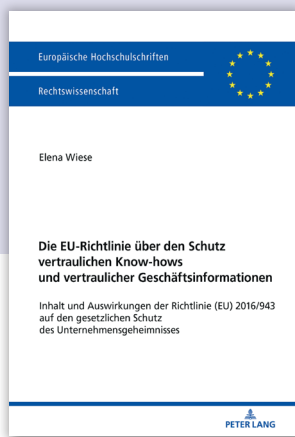 Europäische Hochschulschriften
Rechtswissenschaft
Elena Wiese
Die EU-Richtlinie über den Schutz
vertraulichen Know-hows
und vertraulicher Geschäftsinformationen
Inhalt und Auswirkungen der Richtlinie (EU) 2016/943
auf den gesetzlichen Schutz
des Unternehmensgeheimnisses
PETER LANG